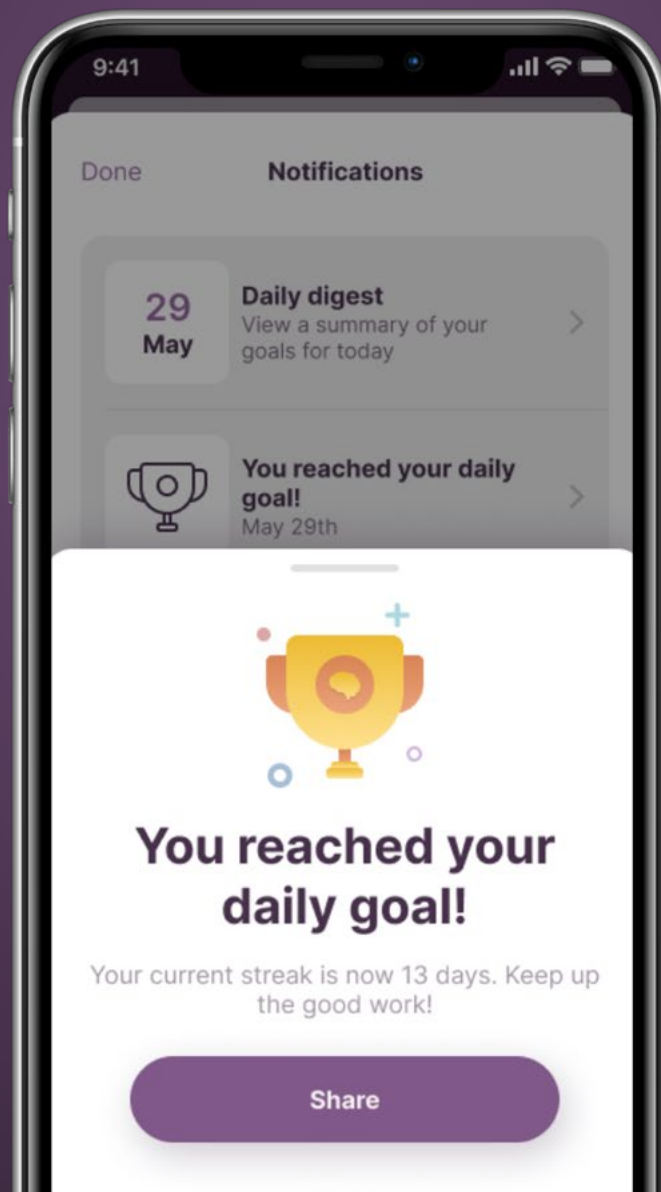 9:41
Done
Notifications
29
May
Daily digest
View a summary of your
goals for today
You reached your daily
goal!
May 29th
You reached your
daily goal!
Your current streak is now 13 days. Keep up
the good work!
Share